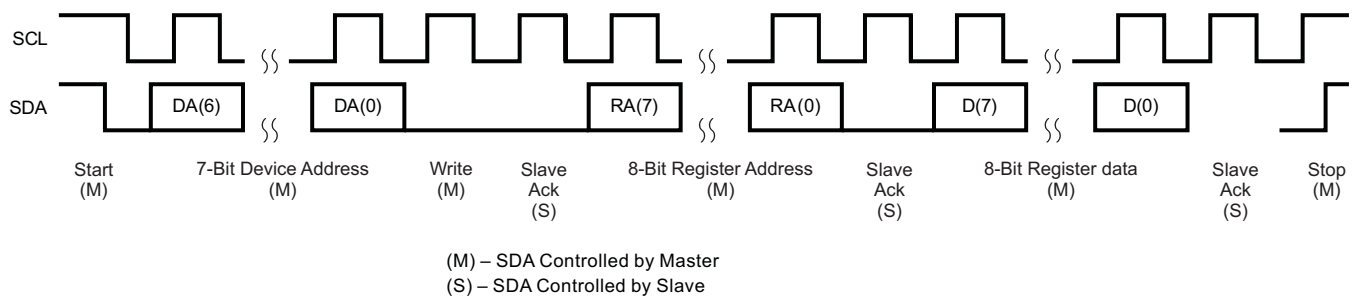 SCL
SDA
DA(6)
DA(0)
RA(7)
RA(0)
D(7)
D(0)
Start
(M)
7-Bit Device Address
(M)
Write
(M)
Slave
Ack
(S)
8-Bit Register Address
(M)
Slave
Ack
(S)
8-Bit Register data
(M)
Slave
Ack
(S)
Stop
(M)
(M) – SDA Controlled by Master
(S) – SDA Controlled by Slave